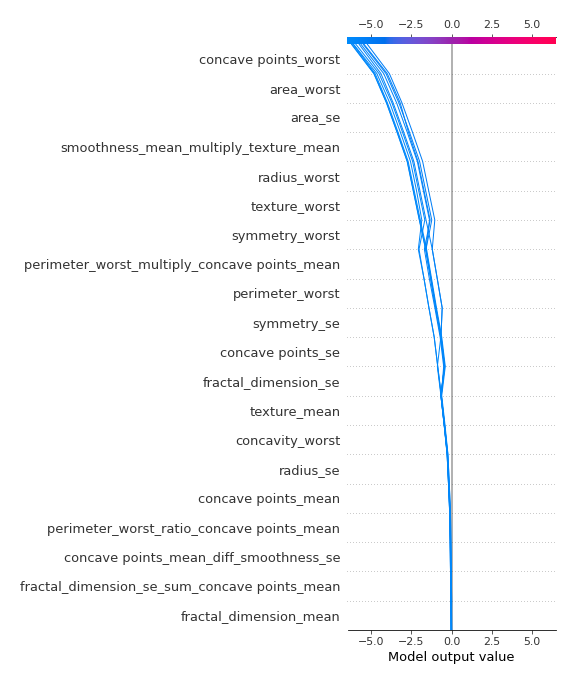 −5.0 −2.5 0.0 2.5 5.0
concave points_worst
area_worst
area_se
smoothness_mean_multiply_texture_mean
radius_worst
texture_worst
symmetry_worst
perimeter_worst_multiply_concave points_mean
perimeter_worst
symmetry_se
concave points_se
fractal_dimension_se
texture_mean
concavity_worst
radius_se
concave points_mean
perimeter_worst_ratio_concave points_mean
concave points_mean_diff_smoothness_se
fractal_dimension_se_sum_concave points_mean
fractal_dimension_mean
−5.0 −2.5 0.0 2.5 5.0
Model output value